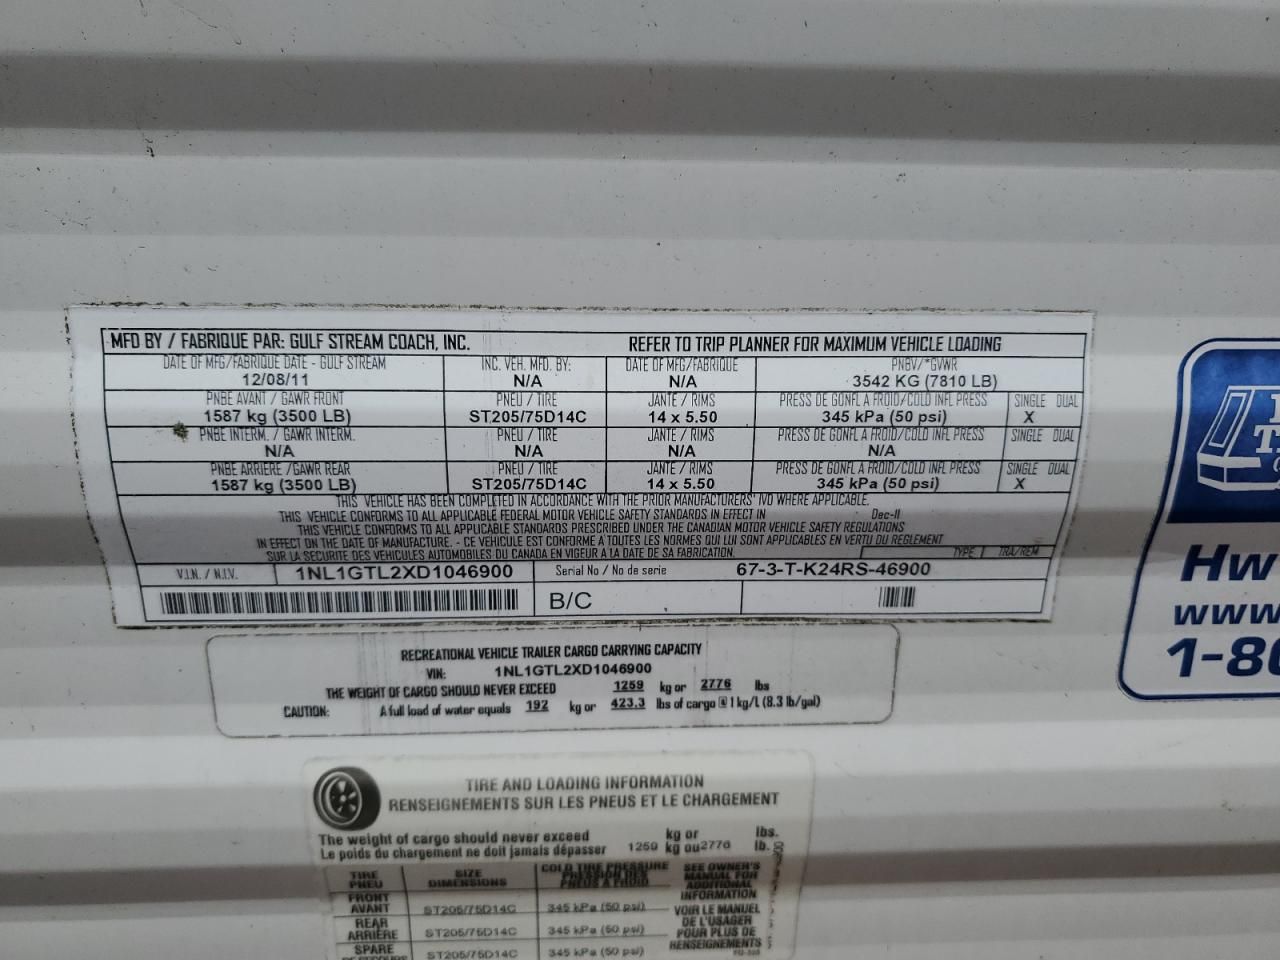 MFD BY / FABRIQUE PAR: GULF STREAM COACH, INC. REFER TO TRIP PLANNER FOR MAXIMUM VEHICLE LOADING
DATE OF MFG/FABRIQUE DATE - GULF STREAM INC. VEH. MFD. BY: DATE OF MFG/FABRIQUE PNBV/*GVWR
12/08/11 N/A N/A 3542 KG (7810 LB)
PNBE AVANT / GAWR FRONT PNEU / TIRE JANTE / RIMS PRESS DE GONFL A FROID/COLD INFL PRESS SINGLE DUAL
1587 kg (3500 LB) ST205/75D14C 14 x 5.50 345 kPa (50 psi) X
PNBE INTERM. / GAWR INTERM. PNEU / TIRE JANTE / RIMS PRESS DE GONFL A FROID/COLD INFL PRESS SINGLE DUAL
N/A N/A N/A N/A
PNBE ARRIERE /GAWR REAR PNEU / TIRE JANTE / RIMS PRESS DE GONFL A FROID/COLD INFL PRESS SINGLE DUAL
1587 kg (3500 LB) ST205/75D14C 14 x 5.50 345 kPa (50 psi) X
THIS VEHICLE HAS BEEN COMPLETED IN ACCORDANCE WITH THE PRIOR MANUFACTURERS' IVD WHERE APPLICABLE.
THIS VEHICLE CONFORMS TO ALL APPLICABLE FEDERAL MOTOR VEHICLE SAFETY STANDARDS IN EFFECT IN Dec-11
THIS VEHICLE CONFORMS TO ALL APPLICABLE STANDARDS PRESCRIBED UNDER THE CANADIAN MOTOR VEHICLE SAFETY REGULATIONS
IN EFFECT ON THE DATE OF MANUFACTURE. - CE VEHICULE EST CONFORME A TOUTES LES NORMES QUI LUI SONT APPLICABLES EN VERTU DU REGLEMENT
SUR LA SECURITE DES VEHICULES AUTOMOBILES DU CANADA EN VIGEUR A LA DATE DE SA FABRICATION. TYPE TRA/REM
V.I.N. / N.I.V. 1NL1GTL2XD1046900 Serial No / No de serie 67-3-T-K24RS-46900
B/C
RECREATIONAL VEHICLE TRAILER CARGO CARRYING CAPACITY
VIN: 1NL1GTL2XD1046900
THE WEIGHT OF CARGO SHOULD NEVER EXCEED 1259 kg or 2776 lbs
CAUTION: A full load of water equals 192 kg or 423.3 lbs of cargo @ 1 kg/L (8.3 lb/gal)
TIRE AND LOADING INFORMATION
RENSEIGNEMENTS SUR LES PNEUS ET LE CHARGEMENT
The weight of cargo should never exceed kg or lbs.
Le poids du chargement ne doit jamais dépasser 1259 kg ou 2776 lb.
TIRE SIZE COLD TIRE PRESSURE SEE OWNER'S
PNEU DIMENSIONS PRESSION DES MANUAL FOR
PNEUS A FROID ADDITIONAL
FRONT INFORMATION
AVANT ST205/75D14C 345 kPa (50 psi) VOIR LE MANUEL
REAR DE L'USAGER
ARRIÈRE ST205/75D14C 345 kPa (50 psi) POUR PLUS DE
SPARE ST205/75D14C 345 kPa (50 psi) RENSEIGNEMENTS
Hw
www.
1-8